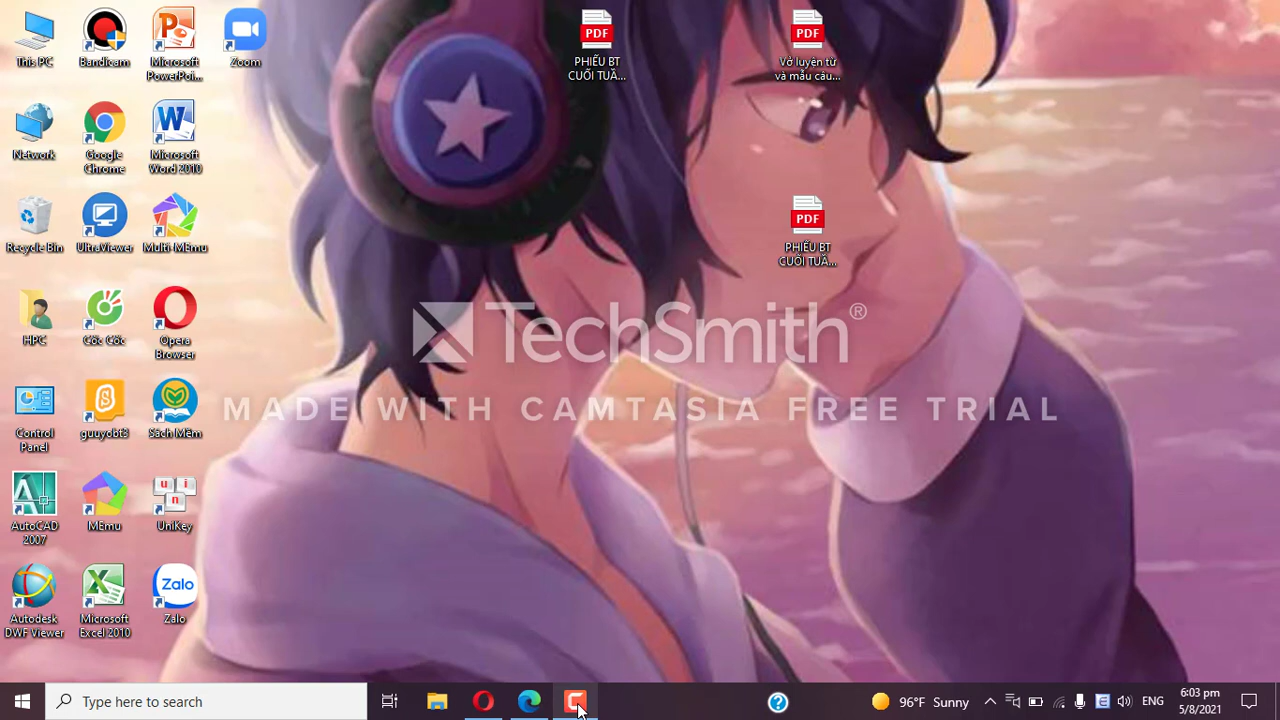 This PC
Bandinam
Microsoft
PowerPoi...
Zoom
PHIẾU BT
CUỐI TUẦ...
Vở luyện từ
và mẫu câu...
Network
Google
Chrome
Microsoft
Word 2010
Recycle Bin
UltraViewer
Multi-MEmu
PHIẾU BT
CUỐI TUẦ...
HPC
Cốc Cốc
Opera
Browser
TechSmith®
MADE WITH CAMTASIA FREE TRIAL
Control
Panel
guuyobt3
Sách Mềm
AutoCAD
2007
MEmu
UniKey
Autodesk
DWF Viewer
Microsoft
Excel 2010
Zalo
Zalo
PDF
PDF
PDF
u i
n
Type here to search
96°F Sunny
ENG
6:03 pm
5/8/2021